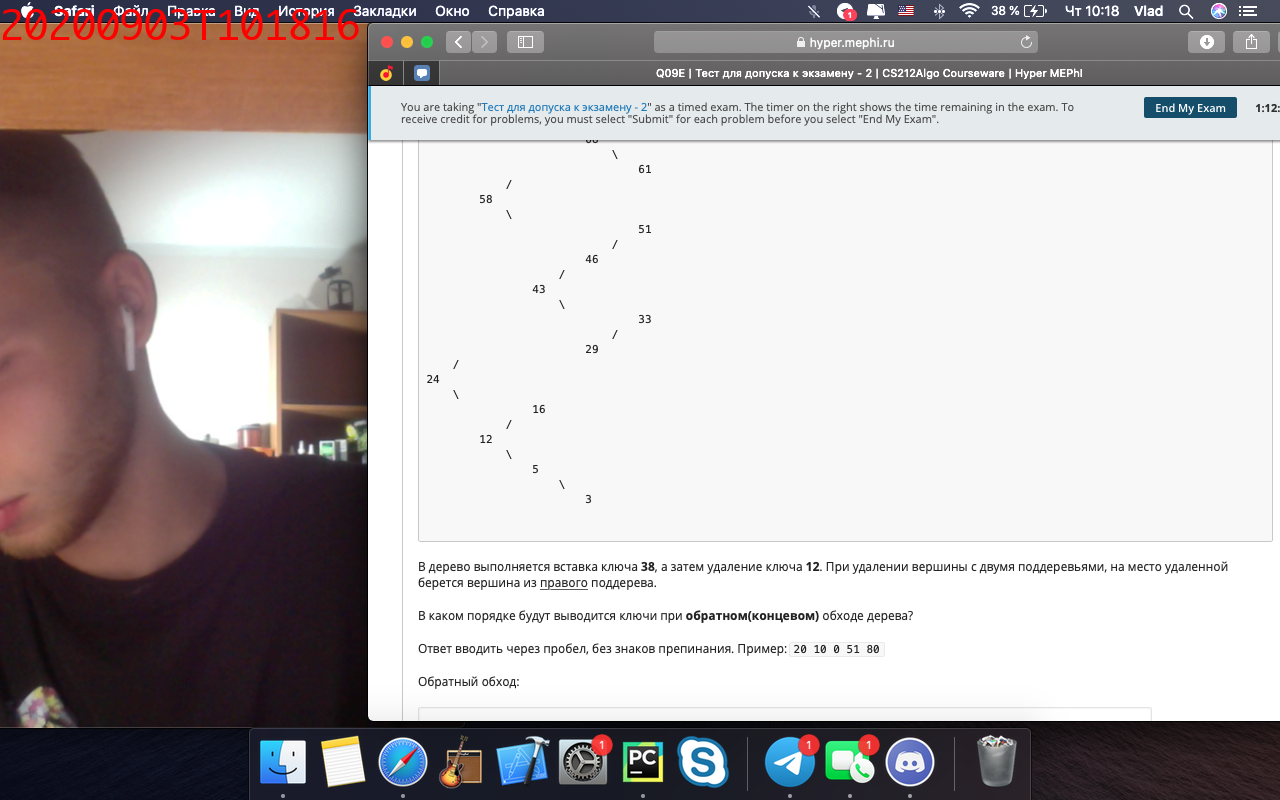 20200903T101816
Safari Файл Правка Вид История Закладки Окно Справка
1
38 %
Чт 10:18 Vlad
hyper.mephi.ru
Q09E | Тест для допуска к экзамену - 2 | CS212Algo Courseware | Hyper MEPhI
You are taking "Тест для допуска к экзамену - 2" as a timed exam. The timer on the right shows the time remaining in the exam. To
receive credit for problems, you must select "Submit" for each problem before you select "End My Exam".
End My Exam
1:12:
\
61
/
58
\
51
/
46
/
43
\
33
/
29
/
24
\
16
/
12
\
5
\
3
В дерево выполняется вставка ключа 38, а затем удаление ключа 12. При удалении вершины с двумя поддеревьями, на место удаленной
берется вершина из правого поддерева.
В каком порядке будут выводится ключи при обратном(концевом) обходе дерева?
Ответ вводить через пробел, без знаков препинания. Пример: 20 10 0 51 80
Обратный обход:
1
PC
1
1